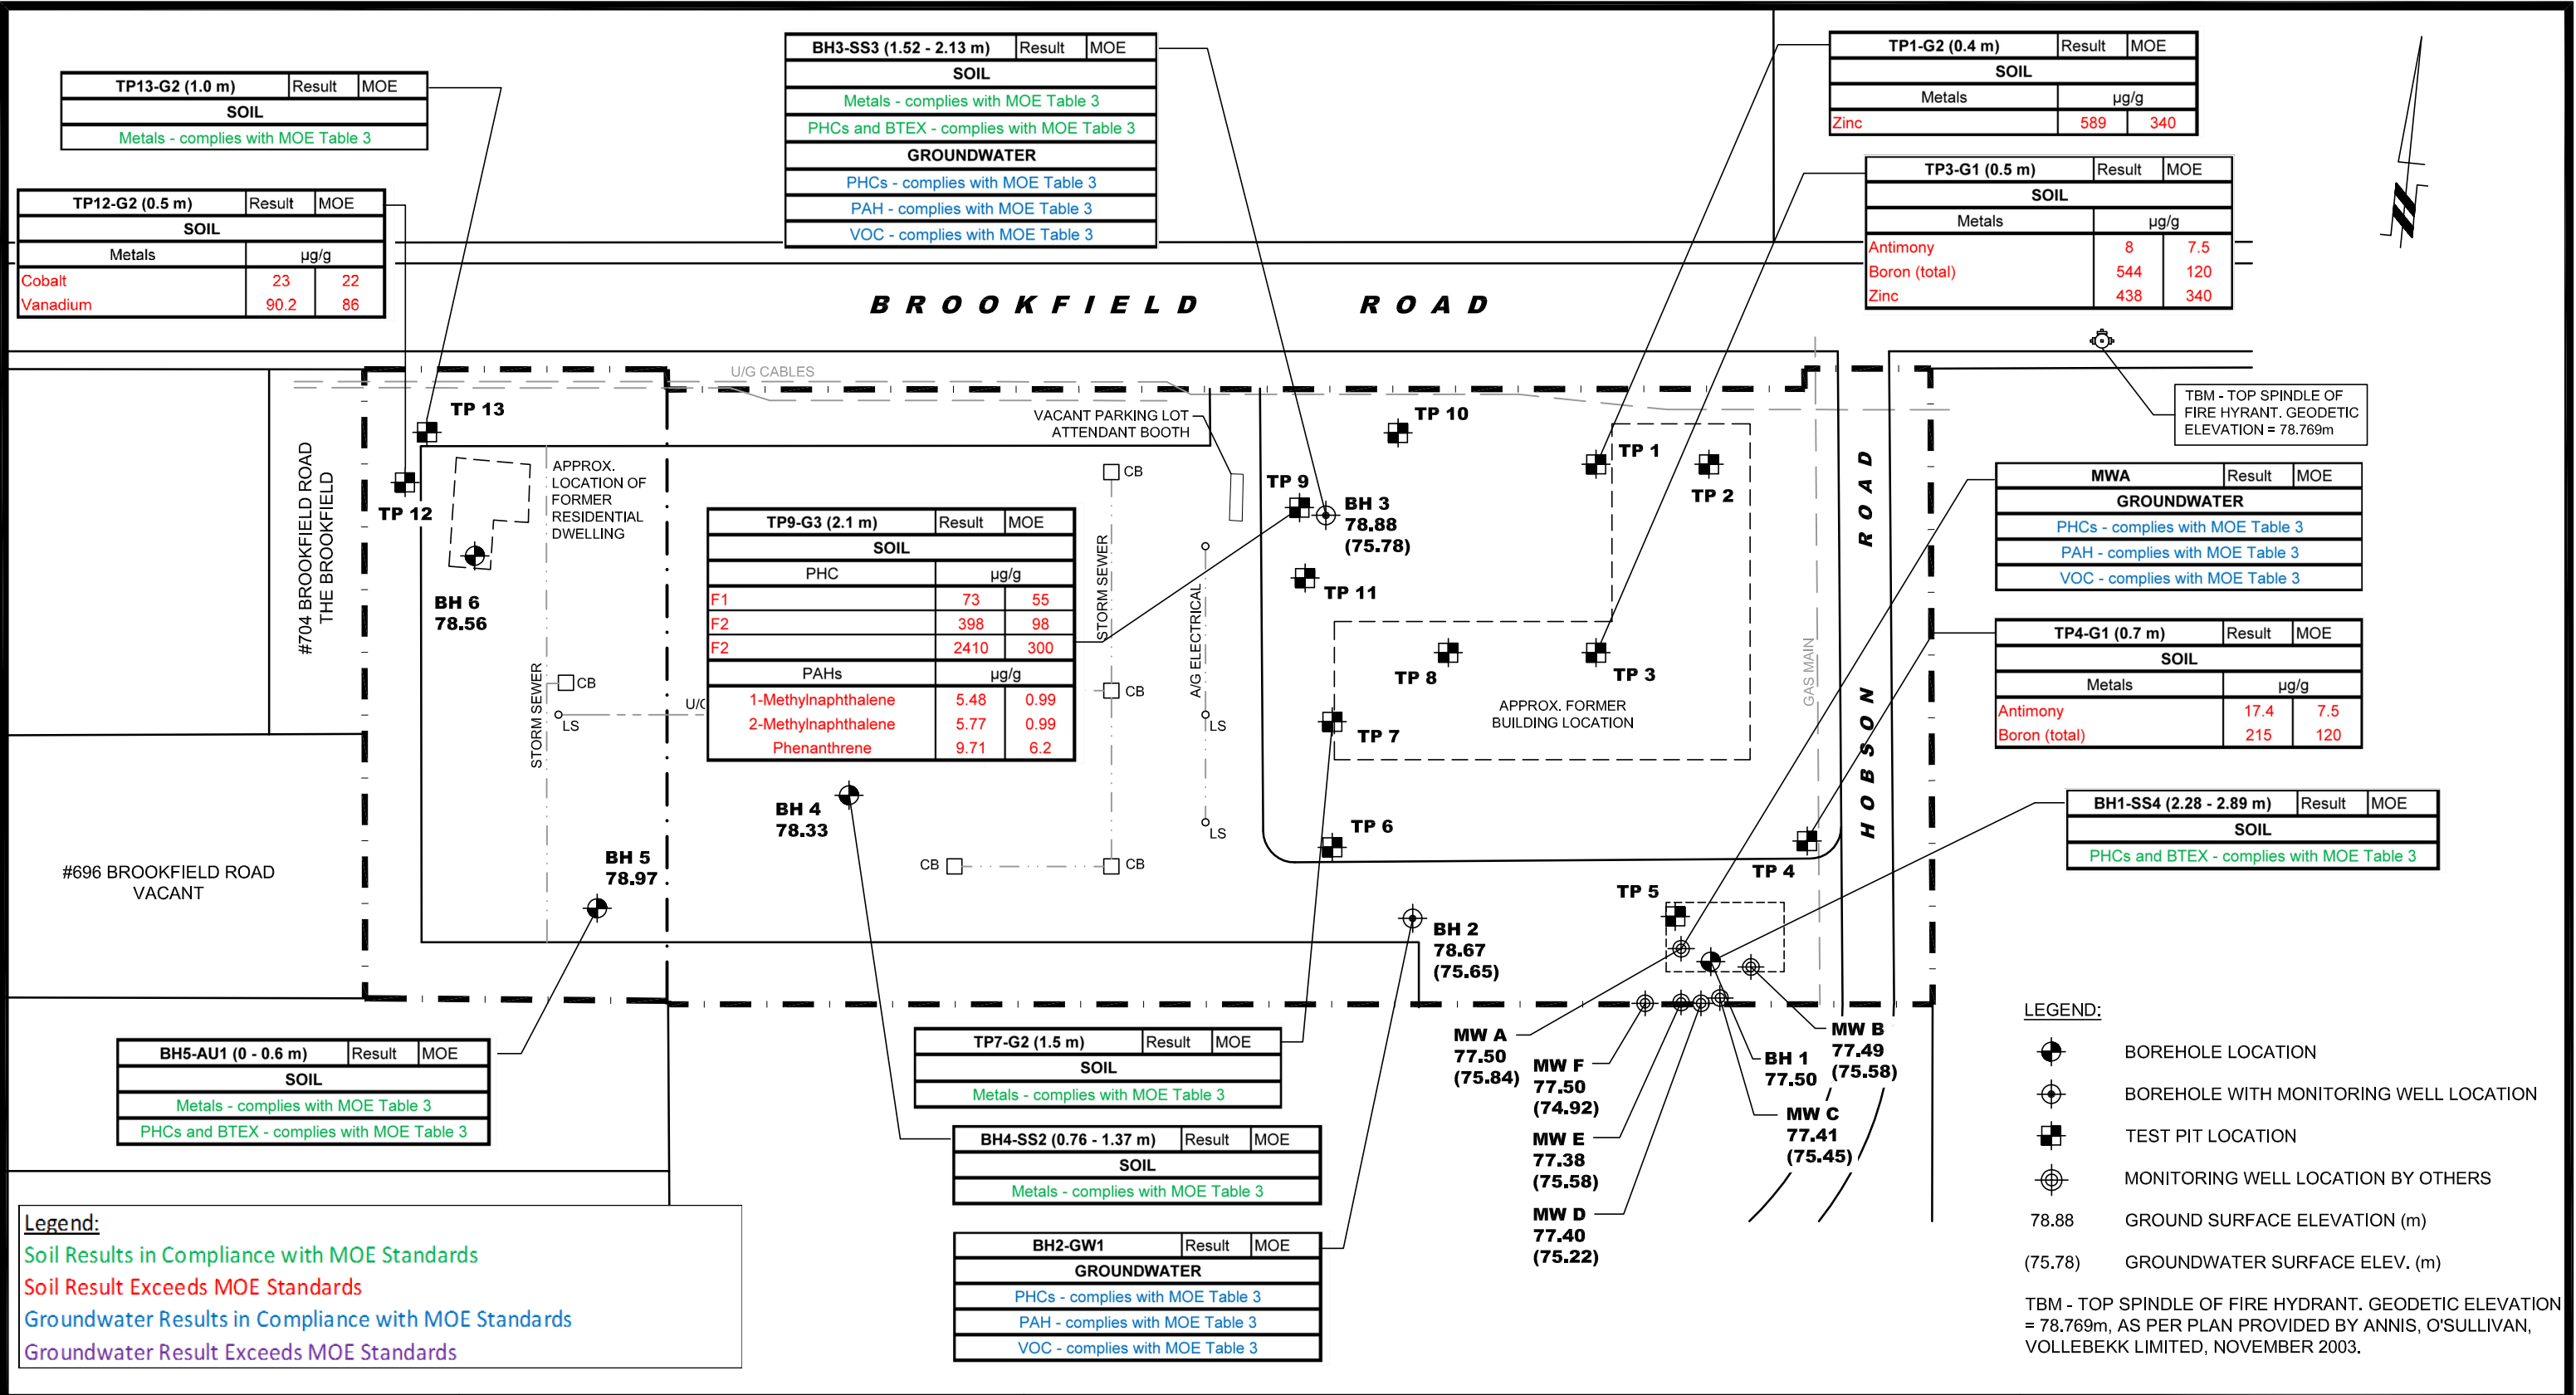 TP13-G2 (1.0 m) Result MOE
SOIL
Metals - complies with MOE Table 3
TP12-G2 (0.5 m) Result MOE
SOIL
Metals µg/g
Cobalt 23 22
Vanadium 90.2 86
BH3-SS3 (1.52 - 2.13 m) Result MOE
SOIL
Metals - complies with MOE Table 3
PHCs and BTEX - complies with MOE Table 3
GROUNDWATER
PHCs - complies with MOE Table 3
PAH - complies with MOE Table 3
VOC - complies with MOE Table 3
TP1-G2 (0.4 m) Result MOE
SOIL
Metals µg/g
Zinc 589 340
TP3-G1 (0.5 m) Result MOE
SOIL
Metals µg/g
Antimony 8 7.5
Boron (total) 544 120
Zinc 438 340
BROOKFIELD ROAD
TBM - TOP SPINDLE OF
FIRE HYRANT. GEODETIC
ELEVATION = 78.769m
U/G CABLES
VACANT PARKING LOT
ATTENDANT BOOTH
#704 BROOKFIELD ROAD
THE BROOKFIELD
TP 13
TP 12
APPROX.
LOCATION OF
FORMER
RESIDENTIAL
DWELLING
BH 6
78.56
STORM SEWER
CB
LS
U/G
TP9-G3 (2.1 m) Result MOE
SOIL
PHC µg/g
F1 73 55
F2 398 98
F2 2410 300
PAHs µg/g
1-Methylnaphthalene 5.48 0.99
2-Methylnaphthalene 5.77 0.99
Phenanthrene 9.71 6.2
CB
STORM SEWER
CB
CB
CB
A/G ELECTRICAL
LS
LS
TP 10
TP 9
BH 3
78.88
(75.78)
TP 11
TP 1
TP 2
TP 8
TP 3
APPROX. FORMER
BUILDING LOCATION
TP 7
TP 6
GAS MAIN
HOBSON ROAD
TP 4
TP 5
MWA Result MOE
GROUNDWATER
PHCs - complies with MOE Table 3
PAH - complies with MOE Table 3
VOC - complies with MOE Table 3
TP4-G1 (0.7 m) Result MOE
SOIL
Metals µg/g
Antimony 17.4 7.5
Boron (total) 215 120
BH1-SS4 (2.28 - 2.89 m) Result MOE
SOIL
PHCs and BTEX - complies with MOE Table 3
#696 BROOKFIELD ROAD
VACANT
BH 5
78.97
BH 4
78.33
BH 2
78.67
(75.65)
BH5-AU1 (0 - 0.6 m) Result MOE
SOIL
Metals - complies with MOE Table 3
PHCs and BTEX - complies with MOE Table 3
TP7-G2 (1.5 m) Result MOE
SOIL
Metals - complies with MOE Table 3
BH4-SS2 (0.76 - 1.37 m) Result MOE
SOIL
Metals - complies with MOE Table 3
BH2-GW1 Result MOE
GROUNDWATER
PHCs - complies with MOE Table 3
PAH - complies with MOE Table 3
VOC - complies with MOE Table 3
MW A
77.50
(75.84)
MW F
77.50
(74.92)
MW E
77.38
(75.58)
MW D
77.40
(75.22)
BH 1
77.50
MW B
77.49
(75.58)
MW C
77.41
(75.45)
Legend:
Soil Results in Compliance with MOE Standards
Soil Result Exceeds MOE Standards
Groundwater Results in Compliance with MOE Standards
Groundwater Result Exceeds MOE Standards
LEGEND:
BOREHOLE LOCATION
BOREHOLE WITH MONITORING WELL LOCATION
TEST PIT LOCATION
MONITORING WELL LOCATION BY OTHERS
78.88 GROUND SURFACE ELEVATION (m)
(75.78) GROUNDWATER SURFACE ELEV. (m)
TBM - TOP SPINDLE OF FIRE HYDRANT. GEODETIC ELEVATION
= 78.769m, AS PER PLAN PROVIDED BY ANNIS, O'SULLIVAN,
VOLLEBEKK LIMITED, NOVEMBER 2003.